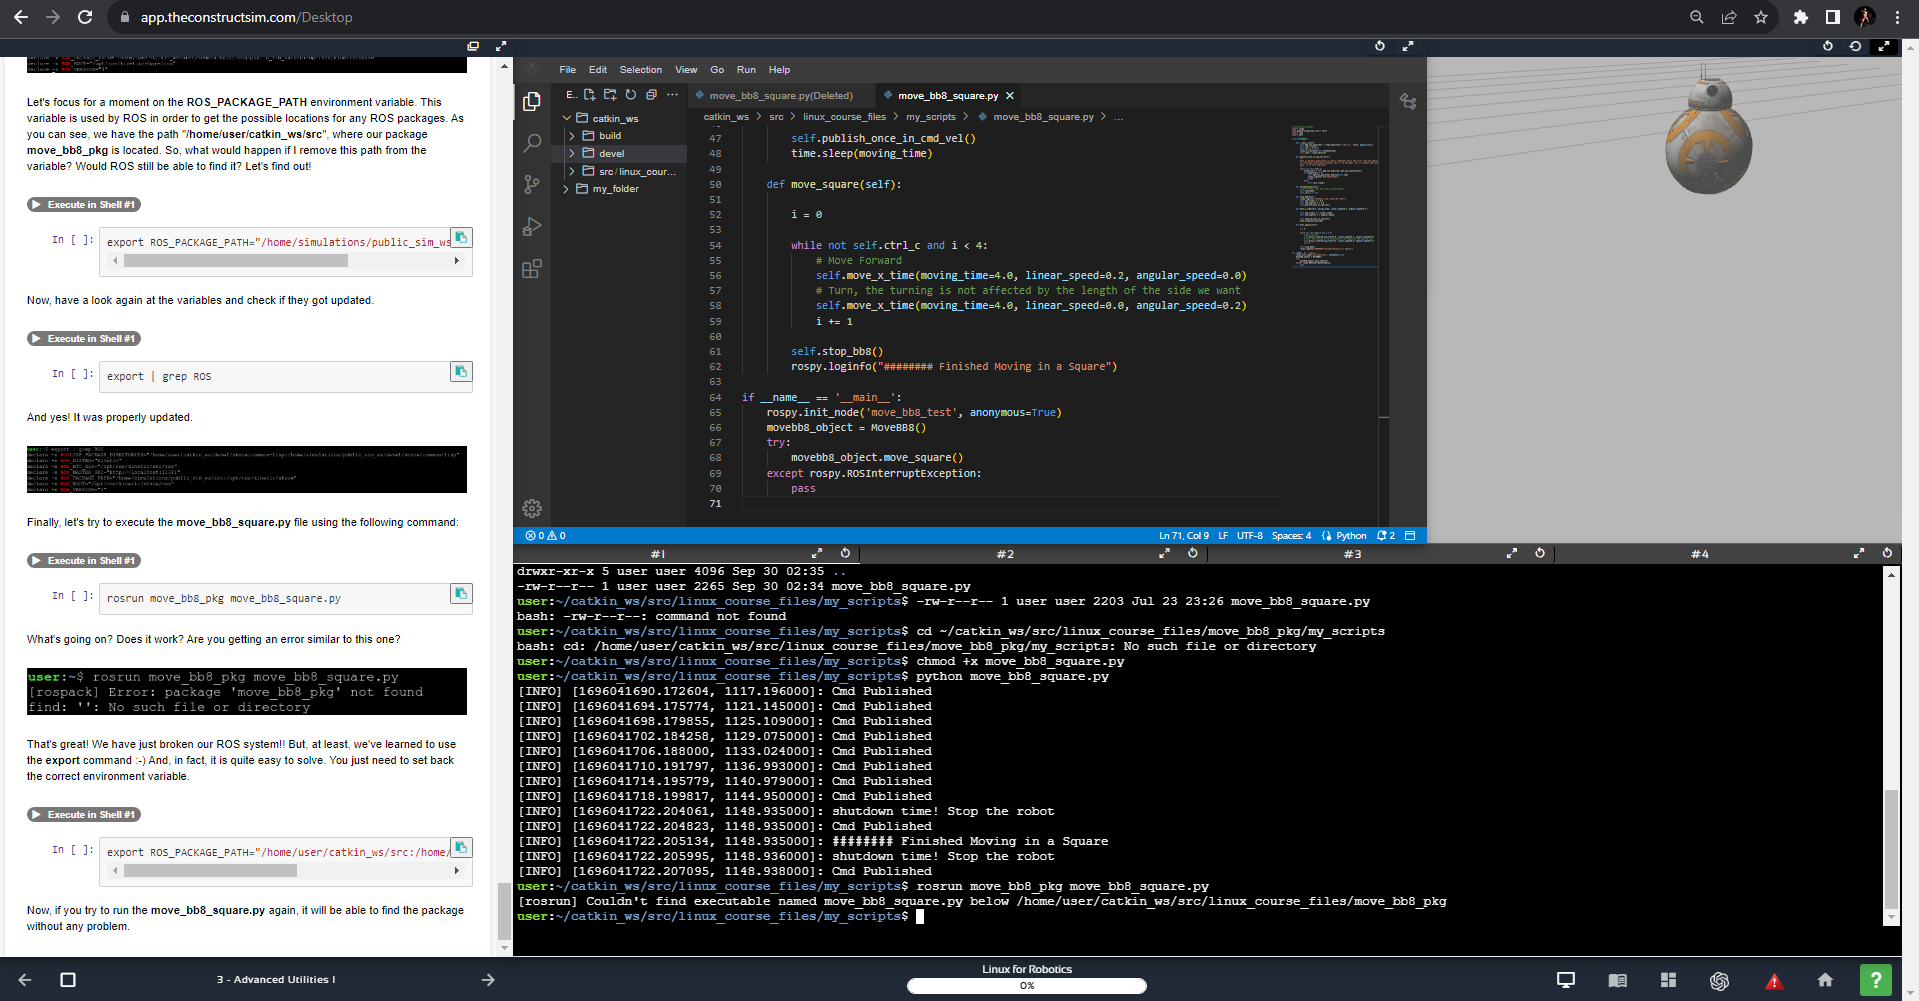 app.theconstructsim.com/Desktop
Let's focus for a moment on the ROS_PACKAGE_PATH environment variable. This
variable is used by ROS in order to get the possible locations for any ROS packages. As
you can see, we have the path "/home/user/catkin_ws/src", where our package
move_bb8_pkg is located. So, what would happen if I remove this path from the
variable? Would ROS still be able to find it? Let's find out!
Execute in Shell #1
In [ ]: export ROS_PACKAGE_PATH="/home/simulations/public_sim_ws
Now, have a look again at the variables and check if they got updated.
Execute in Shell #1
In [ ]: export | grep ROS
And yes! It was properly updated.
Finally, let's try to execute the move_bb8_square.py file using the following command:
Execute in Shell #1
In [ ]: rosrun move_bb8_pkg move_bb8_square.py
What's going on? Does it work? Are you getting an error similar to this one?
user:~$ rosrun move_bb8_pkg move_bb8_square.py
[rospack] Error: package 'move_bb8_pkg' not found
find: '': No such file or directory
That's great! We have just broken our ROS system!! But, at least, we've learned to use
the export command :-) And, in fact, it is quite easy to solve. You just need to set back
the correct environment variable.
Execute in Shell #1
In [ ]: export ROS_PACKAGE_PATH="/home/user/catkin_ws/src:/home/
Now, if you try to run the move_bb8_square.py again, it will be able to find the package
without any problem.
File Edit Selection View Go Run Help
E..
catkin_ws
build
devel
src / linux_cour...
my_folder
move_bb8_square.py(Deleted)
move_bb8_square.py
catkin_ws > src > linux_course_files > my_scripts > move_bb8_square.py > ...
47 self.publish_once_in_cmd_vel()
48 time.sleep(moving_time)
49
50 def move_square(self):
51
52 i = 0
53
54 while not self.ctrl_c and i < 4:
55 # Move Forward
56 self.move_x_time(moving_time=4.0, linear_speed=0.2, angular_speed=0.0)
57 # Turn, the turning is not affected by the length of the side we want
58 self.move_x_time(moving_time=4.0, linear_speed=0.0, angular_speed=0.2)
59 i += 1
60
61 self.stop_bb8()
62 rospy.loginfo("######## Finished Moving in a Square")
63
64 if __name__ == '__main__':
65 rospy.init_node('move_bb8_test', anonymous=True)
66 movebb8_object = MoveBB8()
67 try:
68 movebb8_object.move_square()
69 except rospy.ROSInterruptException:
70 pass
71
0 0
Ln 71, Col 9 LF UTF-8 Spaces: 4 Python 2
#1 #2 #3 #4
drwxr-xr-x 5 user user 4096 Sep 30 02:35 ..
-rw-r--r-- 1 user user 2265 Sep 30 02:34 move_bb8_square.py
user:~/catkin_ws/src/linux_course_files/my_scripts$ -rw-r--r-- 1 user user 2203 Jul 23 23:26 move_bb8_square.py
bash: -rw-r--r--: command not found
user:~/catkin_ws/src/linux_course_files/my_scripts$ cd ~/catkin_ws/src/linux_course_files/move_bb8_pkg/my_scripts
bash: cd: /home/user/catkin_ws/src/linux_course_files/move_bb8_pkg/my_scripts: No such file or directory
user:~/catkin_ws/src/linux_course_files/my_scripts$ chmod +x move_bb8_square.py
user:~/catkin_ws/src/linux_course_files/my_scripts$ python move_bb8_square.py
[INFO] [1696041690.172604, 1117.196000]: Cmd Published
[INFO] [1696041694.175774, 1121.145000]: Cmd Published
[INFO] [1696041698.179855, 1125.109000]: Cmd Published
[INFO] [1696041702.184258, 1129.075000]: Cmd Published
[INFO] [1696041706.188000, 1133.024000]: Cmd Published
[INFO] [1696041710.191797, 1136.993000]: Cmd Published
[INFO] [1696041714.195779, 1140.979000]: Cmd Published
[INFO] [1696041718.199817, 1144.950000]: Cmd Published
[INFO] [1696041722.204061, 1148.935000]: shutdown time! Stop the robot
[INFO] [1696041722.204823, 1148.935000]: Cmd Published
[INFO] [1696041722.205134, 1148.935000]: ######## Finished Moving in a Square
[INFO] [1696041722.205995, 1148.936000]: shutdown time! Stop the robot
[INFO] [1696041722.207095, 1148.938000]: Cmd Published
user:~/catkin_ws/src/linux_course_files/my_scripts$ rosrun move_bb8_pkg move_bb8_square.py
[rosrun] Couldn't find executable named move_bb8_square.py below /home/user/catkin_ws/src/linux_course_files/move_bb8_pkg
user:~/catkin_ws/src/linux_course_files/my_scripts$
3 - Advanced Utilities I
Linux for Robotics
0%
?